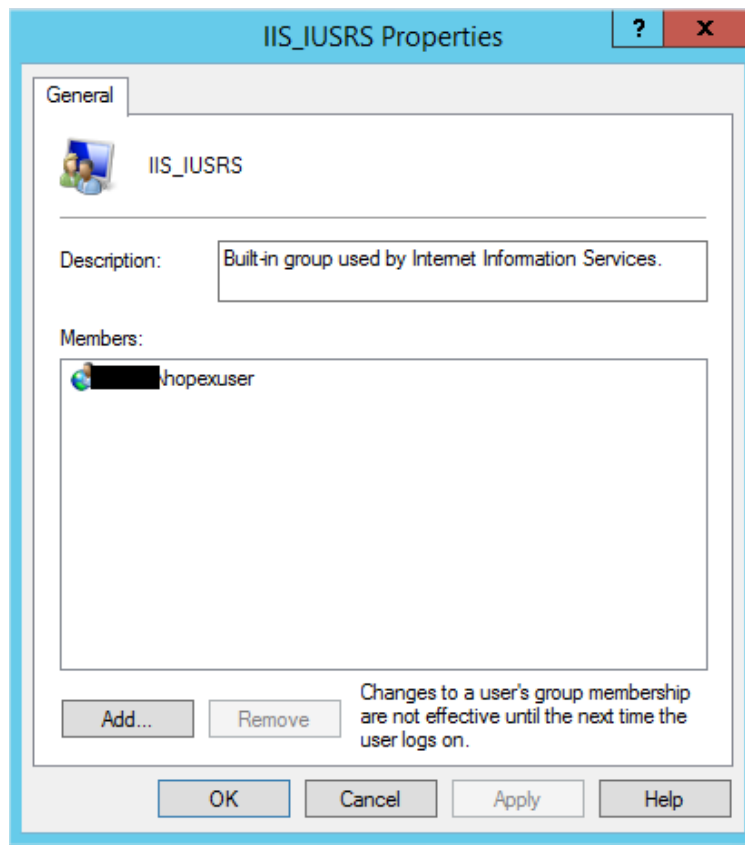 IIS_IUSRS Properties
?
x
General
IIS_IUSRS
Description:
Built-in group used by Internet Information Services.
Members:
\hopexuser
Add...
Remove
Changes to a user's group membership
are not effective until the next time the
user logs on.
OK
Cancel
Apply
Help